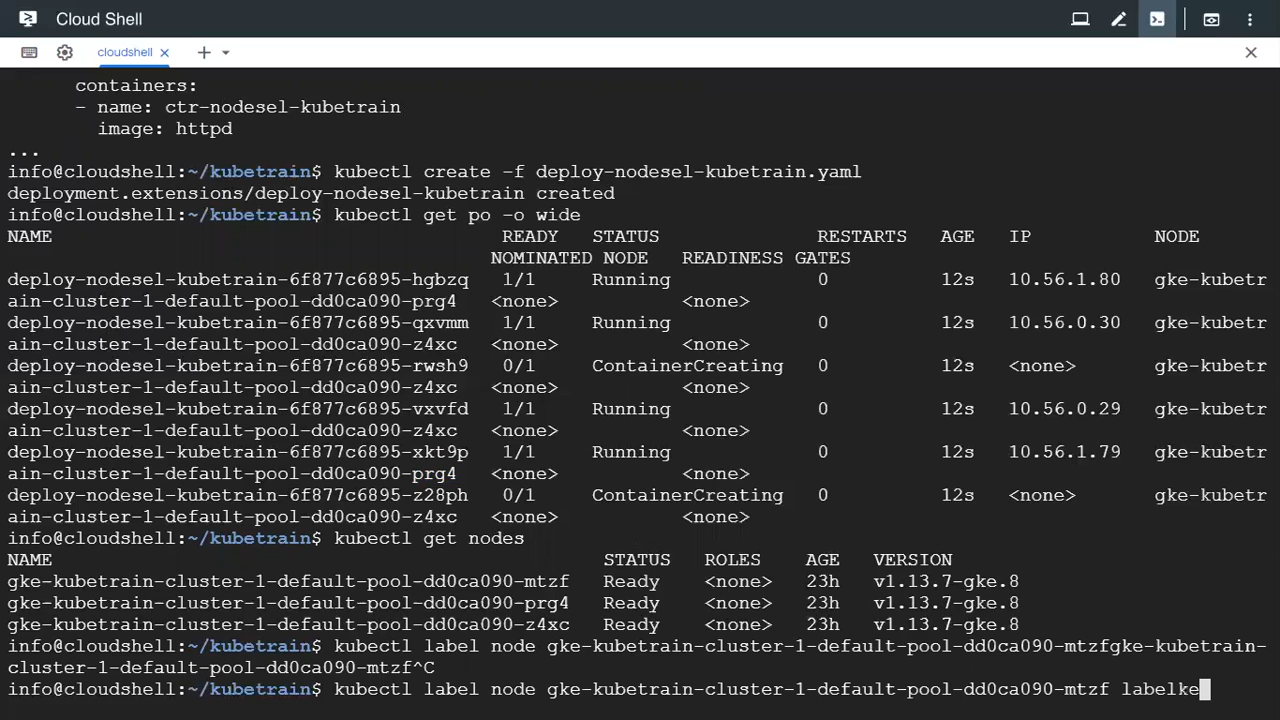 Cloud Shell
cloudshell
containers:
- name: ctr-nodesel-kubetrain
image: httpd
...
info@cloudshell:~/kubetrain$ kubectl create -f deploy-nodesel-kubetrain.yaml
deployment.extensions/deploy-nodesel-kubetrain created
info@cloudshell:~/kubetrain$ kubectl get po -o wide
NAME READY STATUS RESTARTS AGE IP NODE
NOMINATED NODE READINESS GATES
deploy-nodesel-kubetrain-6f877c6895-hgbzq 1/1 Running 0 12s 10.56.1.80 gke-kubetr
ain-cluster-1-default-pool-dd0ca090-prg4 <none> <none>
deploy-nodesel-kubetrain-6f877c6895-qxvmm 1/1 Running 0 12s 10.56.0.30 gke-kubetr
ain-cluster-1-default-pool-dd0ca090-z4xc <none> <none>
deploy-nodesel-kubetrain-6f877c6895-rwsh9 0/1 ContainerCreating 0 12s <none> gke-kubetr
ain-cluster-1-default-pool-dd0ca090-z4xc <none> <none>
deploy-nodesel-kubetrain-6f877c6895-vxvfd 1/1 Running 0 12s 10.56.0.29 gke-kubetr
ain-cluster-1-default-pool-dd0ca090-z4xc <none> <none>
deploy-nodesel-kubetrain-6f877c6895-xkt9p 1/1 Running 0 12s 10.56.1.79 gke-kubetr
ain-cluster-1-default-pool-dd0ca090-prg4 <none> <none>
deploy-nodesel-kubetrain-6f877c6895-z28ph 0/1 ContainerCreating 0 12s <none> gke-kubetr
ain-cluster-1-default-pool-dd0ca090-z4xc <none> <none>
info@cloudshell:~/kubetrain$ kubectl get nodes
NAME STATUS ROLES AGE VERSION
gke-kubetrain-cluster-1-default-pool-dd0ca090-mtzf Ready <none> 23h v1.13.7-gke.8
gke-kubetrain-cluster-1-default-pool-dd0ca090-prg4 Ready <none> 23h v1.13.7-gke.8
gke-kubetrain-cluster-1-default-pool-dd0ca090-z4xc Ready <none> 23h v1.13.7-gke.8
info@cloudshell:~/kubetrain$ kubectl label node gke-kubetrain-cluster-1-default-pool-dd0ca090-mtzfgke-kubetrain-
cluster-1-default-pool-dd0ca090-mtzf^C
info@cloudshell:~/kubetrain$ kubectl label node gke-kubetrain-cluster-1-default-pool-dd0ca090-mtzf labelke